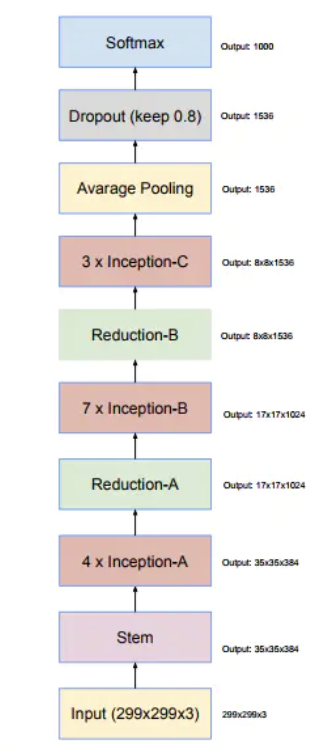 Softmax
Output: 1000
Dropout (keep 0.8)
Output: 1536
Avarage Pooling
Output: 1536
3 x Inception-C
Output: 8x8x1536
Reduction-B
Output: 8x8x1536
7 x Inception-B
Output: 17x17x1024
Reduction-A
Output: 17x17x1024
4 x Inception-A
Output: 35x35x384
Stem
Output: 35x35x384
Input (299x299x3)
299x299x3